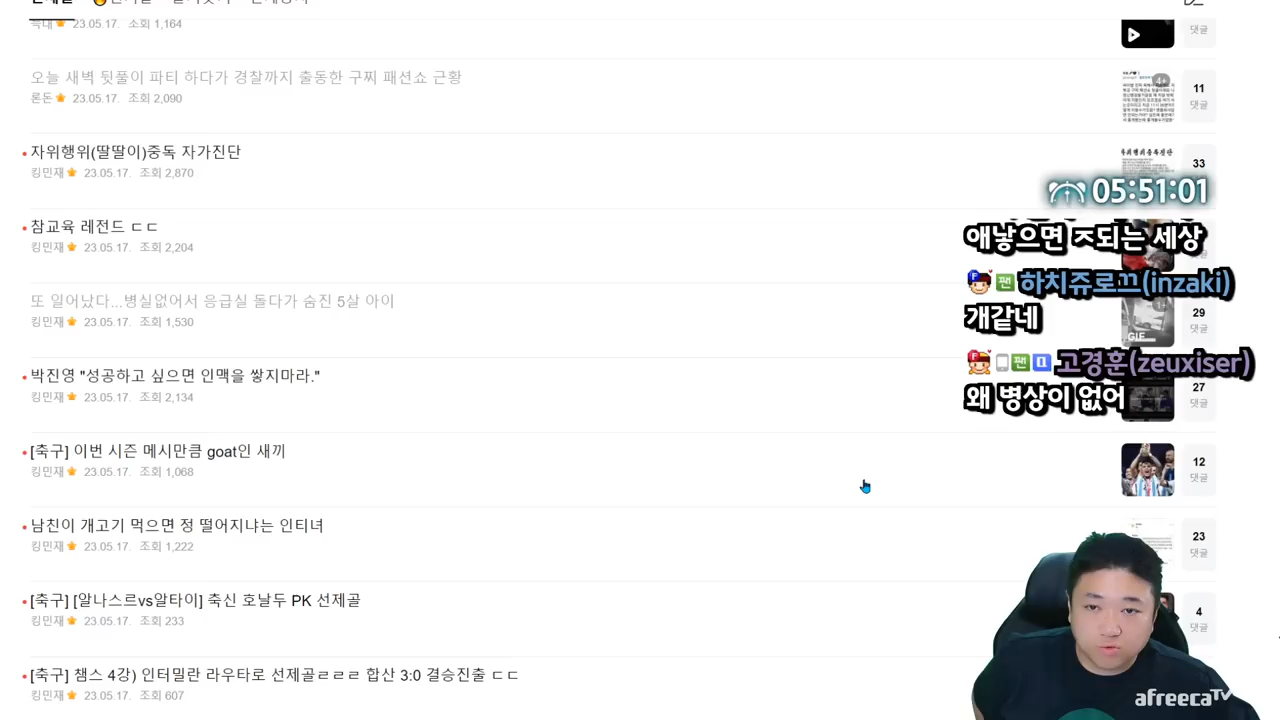 23.05.17. 조회 1,164
댓글
오늘 새벽 뒷풀이 파티 하다가 경찰까지 출동한 구찌 패션쇼 근황
론돈 23.05.17. 조회 2,090
4+
11
댓글
자위행위(딸딸이)중독 자가진단
킹민재 23.05.17. 조회 2,870
33
05:51:01
참교육 레전드 ㄷㄷ
킹민재 23.05.17. 조회 2,204
애낳으면 ㅈ되는 세상
하치쥬로끄(inzaki)
또 일어났다...병실없어서 응급실 돌다가 숨진 5살 아이
킹민재 23.05.17. 조회 1,530
개같네
GIF
29
댓글
고경훈(zeuxiser)
박진영 "성공하고 싶으면 인맥을 쌓지마라."
킹민재 23.05.17. 조회 2,134
왜 병상이 없어
27
댓글
[축구] 이번 시즌 메시만큼 goat인 새끼
킹민재 23.05.17. 조회 1,068
12
댓글
남친이 개고기 먹으면 정 떨어지냐는 인티녀
킹민재 23.05.17. 조회 1,222
23
댓글
[축구] [알나스르vs알타이] 축신 호날두 PK 선제골
킹민재 23.05.17. 조회 233
4
댓글
[축구] 챔스 4강) 인터밀란 라우타로 선제골ㄹㄹㄹ 합산 3:0 결승진출 ㄷㄷ
킹민재 23.05.17. 조회 607
afreecaTV